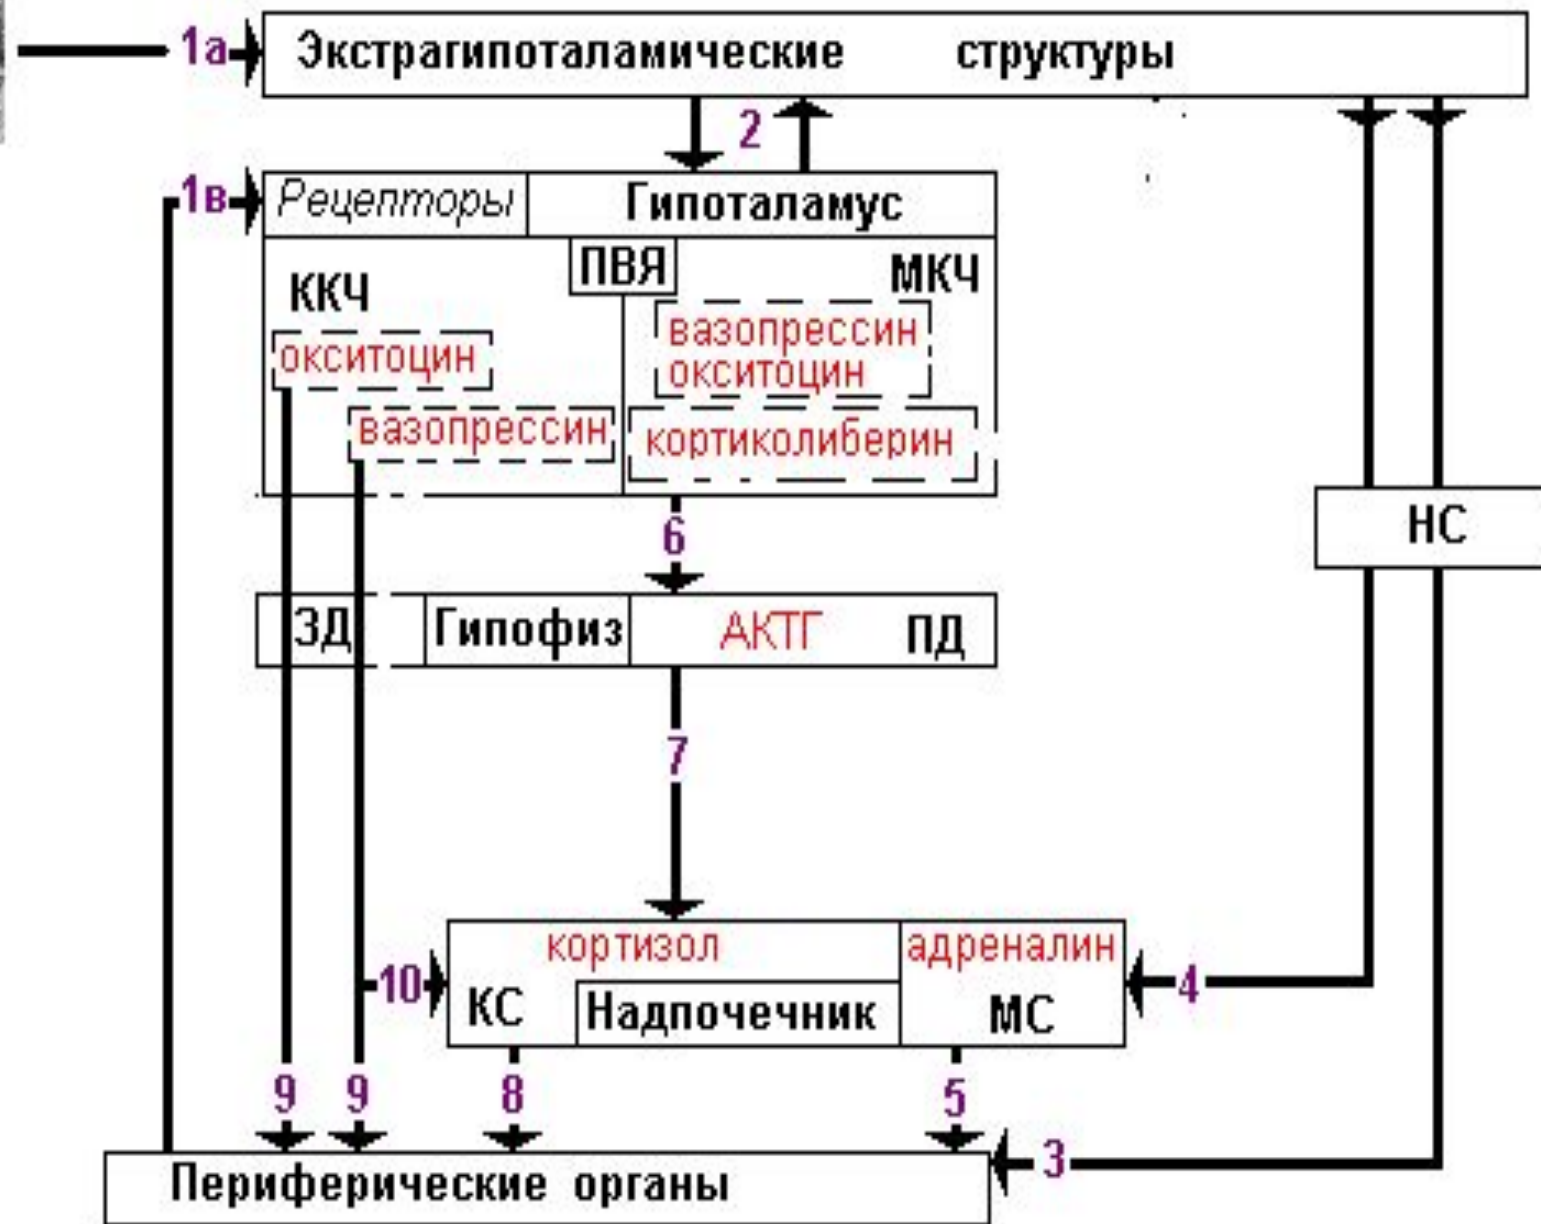 1а Экстрагипоталамические структуры
2
1в Рецепторы Гипоталамус
ПВЯ
ККЧ МКЧ
окситоцин
вазопрессин
вазопрессин
окситоцин
кортиколиберин
НС
6
ЗД Гипофиз АКТГ ПД
7
кортизол адреналин
10 КС Надпочечник МС 4
9 9 8 5
3
Периферические органы